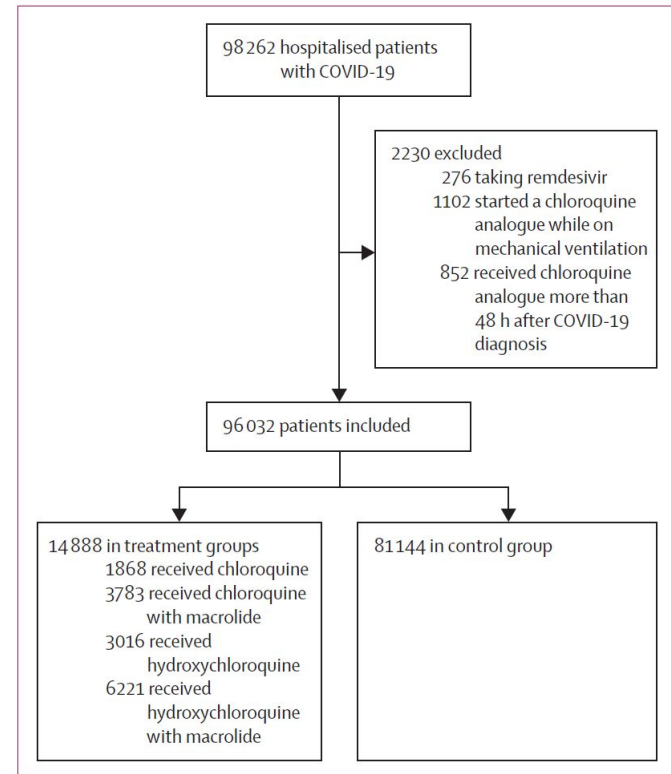 98 262 hospitalised patients
with COVID-19
2230 excluded
276 taking remdesivir
1102 started a chloroquine
analogue while on
mechanical ventilation
852 received chloroquine
analogue more than
48 h after COVID-19
diagnosis
96 032 patients included
14 888 in treatment groups
1868 received chloroquine
3783 received chloroquine
with macrolide
3016 received
hydroxychloroquine
6221 received
hydroxychloroquine
with macrolide
81 144 in control group